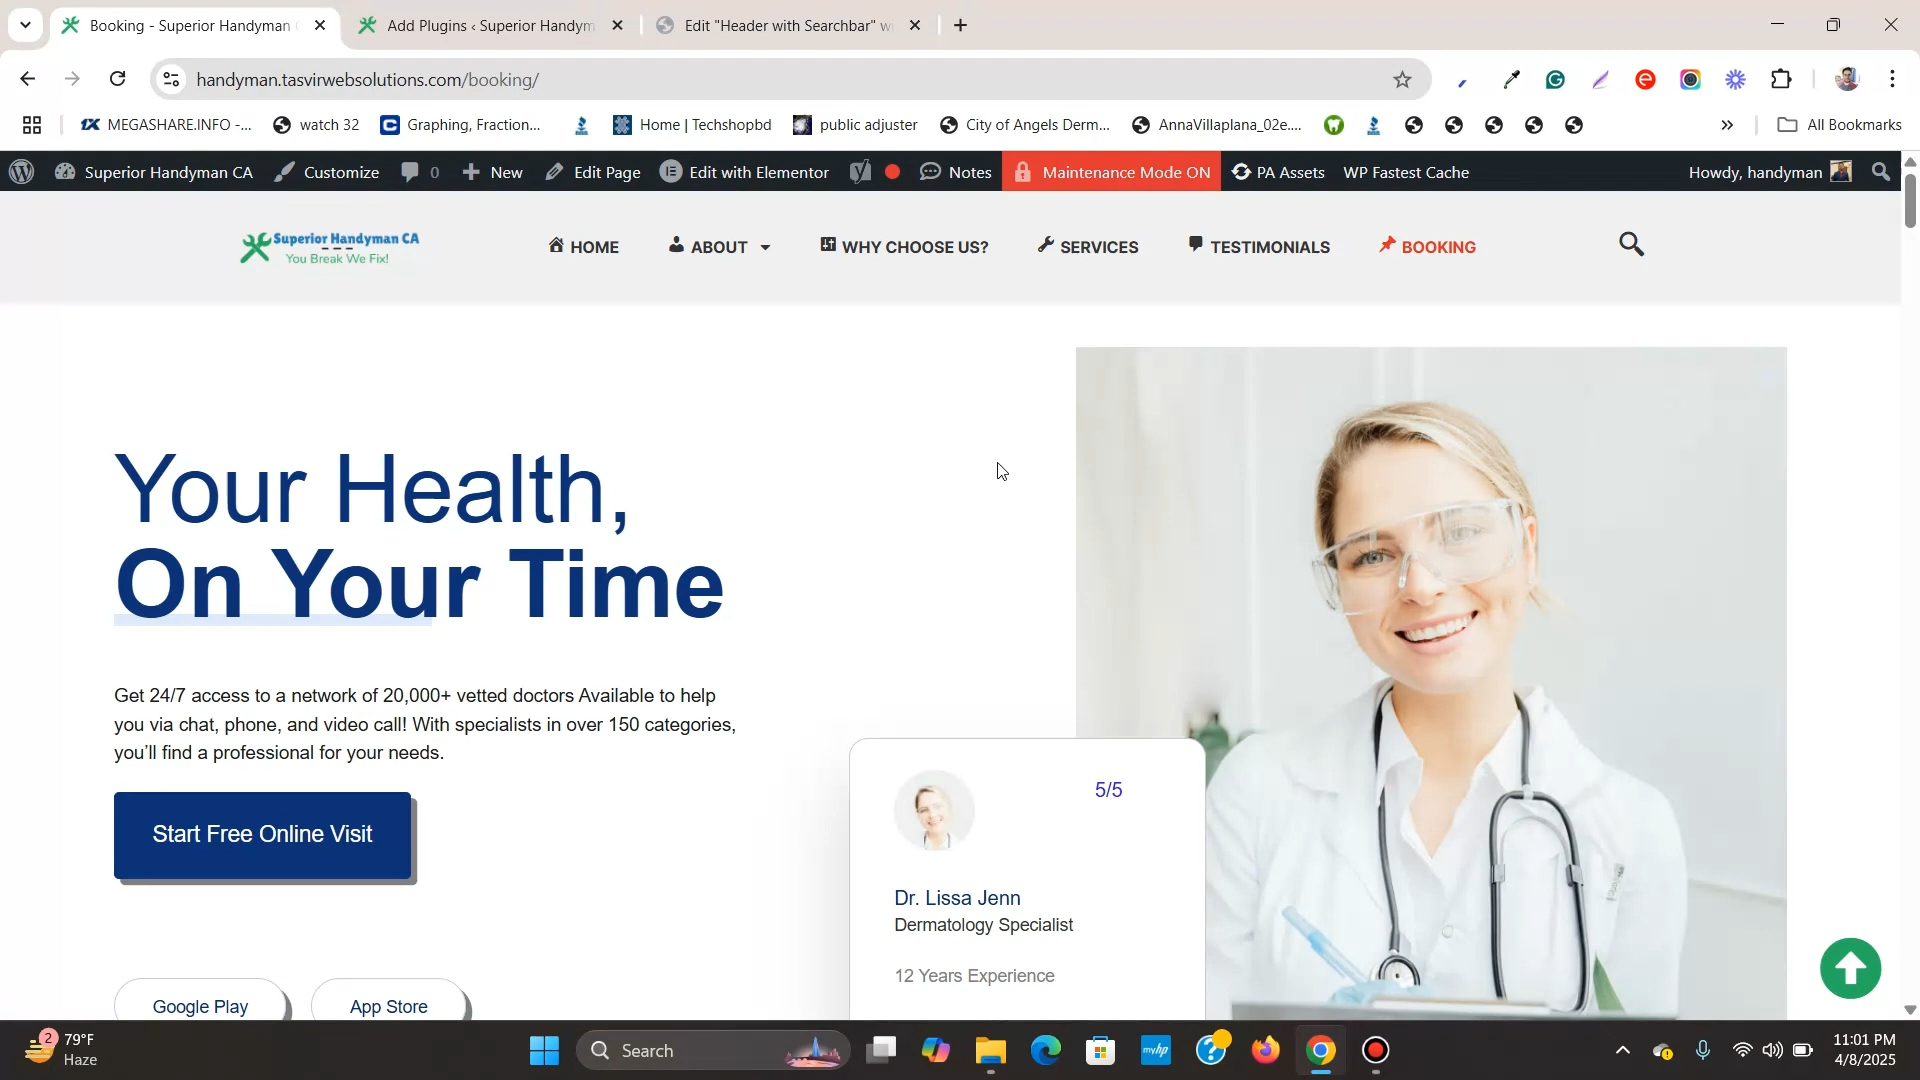 Booking - Superior Handyman
Add Plugins ‹ Superior Handym
Edit "Header with Searchbar" w
handyman.tasvirwebsolutions.com/booking/
MEGASHARE.INFO -...
watch 32
Graphing, Fraction...
Home | Techshopbd
public adjuster
City of Angels Derm...
AnnaVillaplana_02e....
All Bookmarks
Superior Handyman CA
Customize
0
New
Edit Page
Edit with Elementor
Notes
Maintenance Mode ON
PA Assets
WP Fastest Cache
Howdy, handyman
Superior Handyman CA
You Break We Fix!
HOME
ABOUT
WHY CHOOSE US?
SERVICES
TESTIMONIALS
BOOKING
Your Health,
On Your Time
Get 24/7 access to a network of 20,000+ vetted doctors Available to help
you via chat, phone, and video call! With specialists in over 150 categories,
you'll find a professional for your needs.
Start Free Online Visit
Google Play
App Store
5/5
Dr. Lissa Jenn
Dermatology Specialist
12 Years Experience
2
79°F
Haze
Search
myhp
11:01 PM
4/8/2025